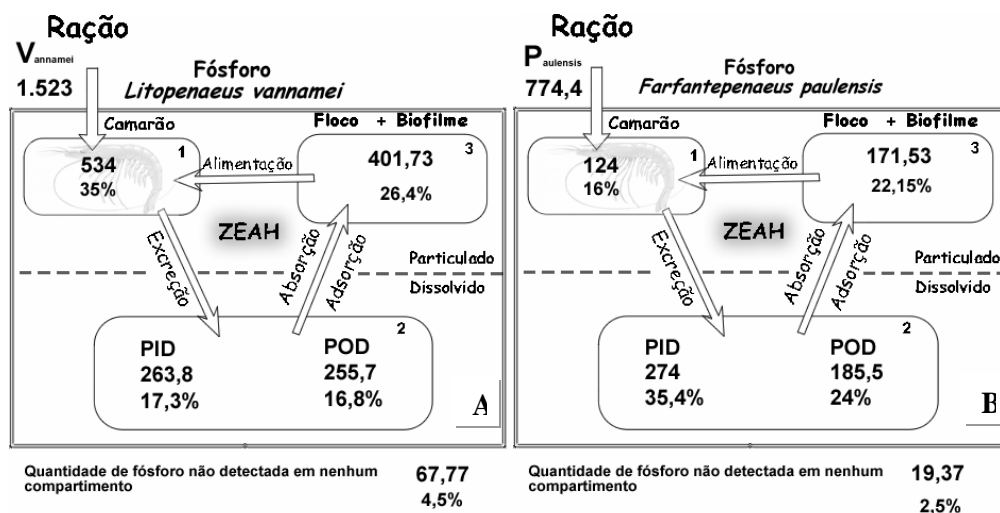 Ração
Vannamei
1.523
Fósforo
Litopenaeus vannamei
Camarão
1
534
35%
Alimentação
Floco + Biofilme
3
401,73
26,4%
ZEAH
Excreção
Absorção
Adsorção
Particulado
Dissolvido
2
PID
263,8
17,3%
POD
255,7
16,8%
A
Quantidade de fósforo não detectada em nenhum
compartimento
67,77
4,5%
Ração
Paulensis
774,4
Fósforo
Farfantepenaeus paulensis
Camarão
1
124
16%
Alimentação
Floco + Biofilme
3
171,53
22,15%
ZEAH
Excreção
Absorção
Adsorção
Particulado
Dissolvido
2
PID
274
35,4%
POD
185,5
24%
B
Quantidade de fósforo não detectada em nenhum
compartimento
19,37
2.5%